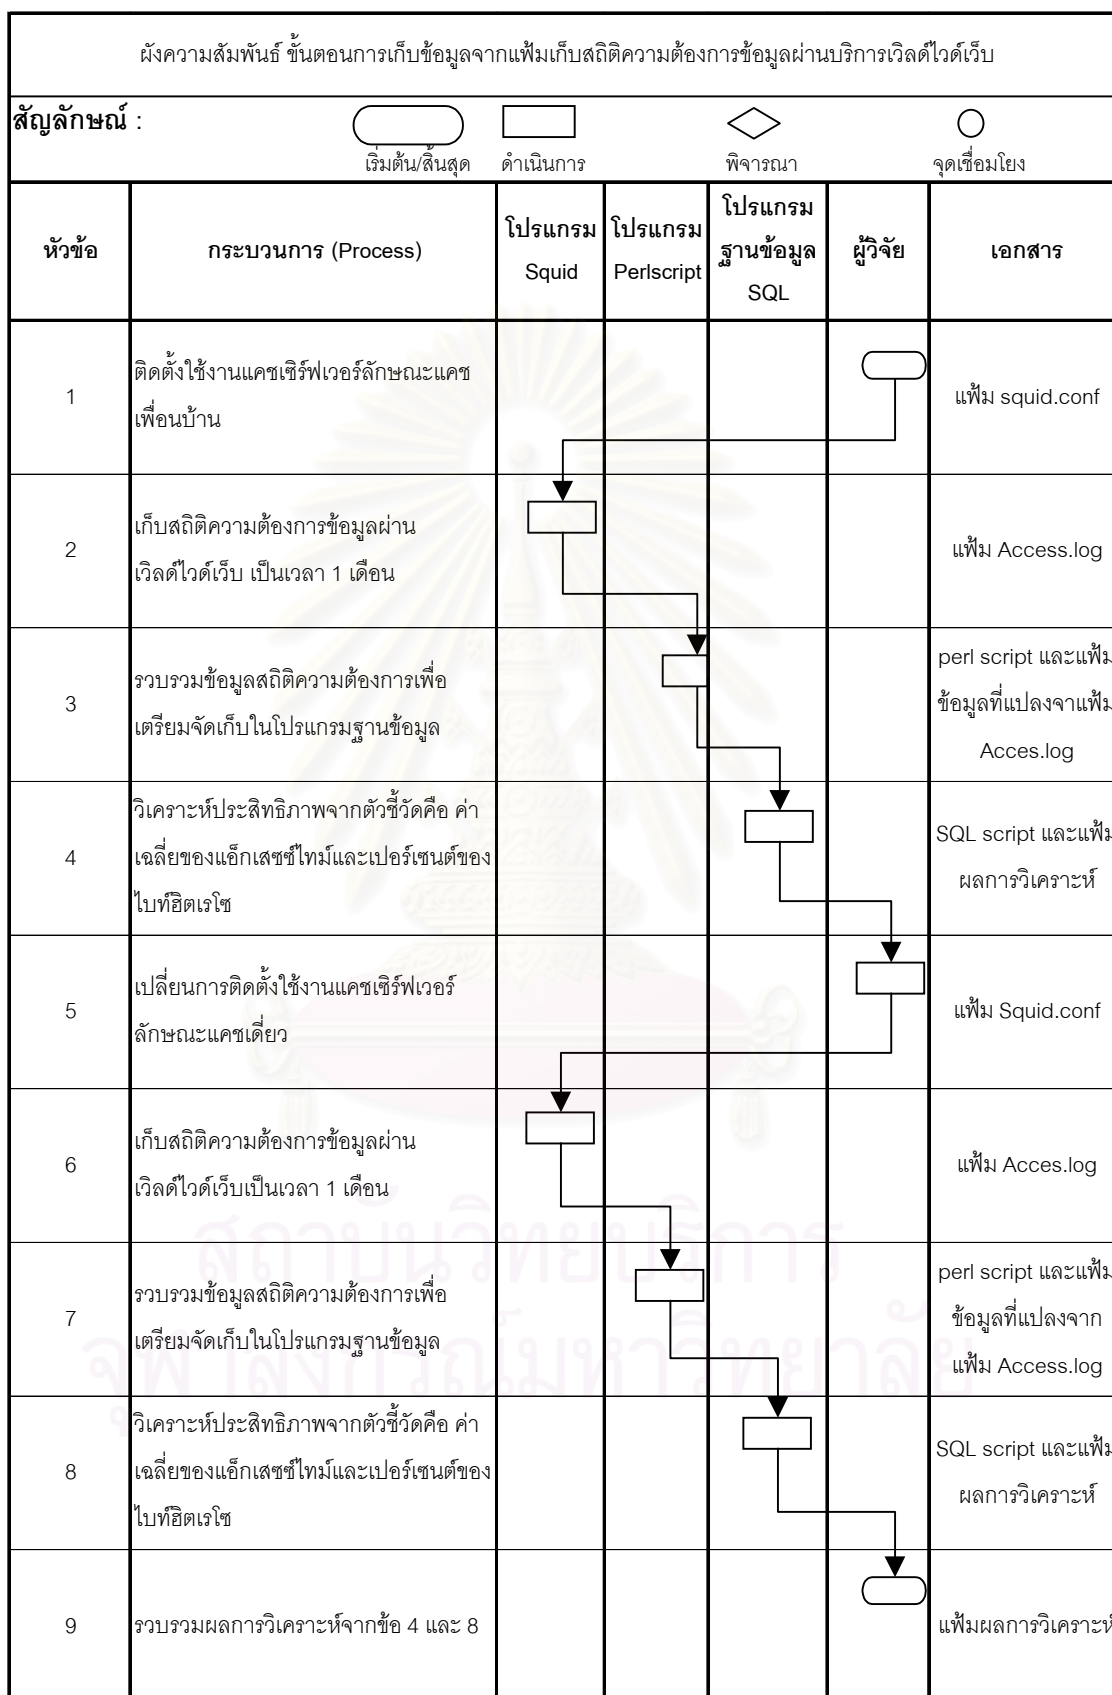 ผังความสัมพันธ์ ขั้นตอนการเก็บข้อมูลจากแฟ้มเก็บสถิติความต้องการข้อมูลผ่านบริการเวิลด์ไวด์เว็บ
สัญลักษณ์ :
เริ่มต้น/สิ้นสุด
ดำเนินการ
พิจารณา
จุดเชื่อมโยง
หัวข้อ
กระบวนการ (Process)
โปรแกรม
Squid
โปรแกรม
Perlscript
โปรแกรม
ฐานข้อมูล
SQL
ผู้วิจัย
เอกสาร
1
ติดตั้งใช้งานแคชเซิร์ฟเวอร์ลักษณะแคช
เพื่อนบ้าน
แฟ้ม squid.conf
2
เก็บสถิติความต้องการข้อมูลผ่าน
เวิลด์ไวด์เว็บ เป็นเวลา 1 เดือน
แฟ้ม Access.log
3
รวบรวมข้อมูลสถิติความต้องการเพื่อ
เตรียมจัดเก็บในโปรแกรมฐานข้อมูล
perl script และแฟ้ม
ข้อมูลที่แปลงจาแฟ้ม
Acces.log
4
วิเคราะห์ประสิทธิภาพจากตัวชี้วัดคือ ค่า
เฉลี่ยของแอ็กเสซซ์ไทม์และเปอร์เซนต์ของ
ไบท์ฮิตเรโซ
SQL script และแฟ้ม
ผลการวิเคราะห์
5
เปลี่ยนการติดตั้งใช้งานแคชเซิร์ฟเวอร์
ลักษณะแคชเดี่ยว
แฟ้ม Squid.conf
6
เก็บสถิติความต้องการข้อมูลผ่าน
เวิลด์ไวด์เว็บเป็นเวลา 1 เดือน
แฟ้ม Acces.log
7
รวบรวมข้อมูลสถิติความต้องการเพื่อ
เตรียมจัดเก็บในโปรแกรมฐานข้อมูล
perl script และแฟ้ม
ข้อมูลที่แปลงจาก
แฟ้ม Access.log
8
วิเคราะห์ประสิทธิภาพจากตัวชี้วัดคือ ค่า
เฉลี่ยของแอ็กเสซซ์ไทม์และเปอร์เซนต์ของ
ไบท์ฮิตเรโซ
SQL script และแฟ้ม
ผลการวิเคราะห์
9
รวบรวมผลการวิเคราะห์จากข้อ 4 และ 8
แฟ้มผลการวิเคราะห์
สถาบันวิทยบริการ
จุฬาลงกรณ์มหาวิทยาลัย